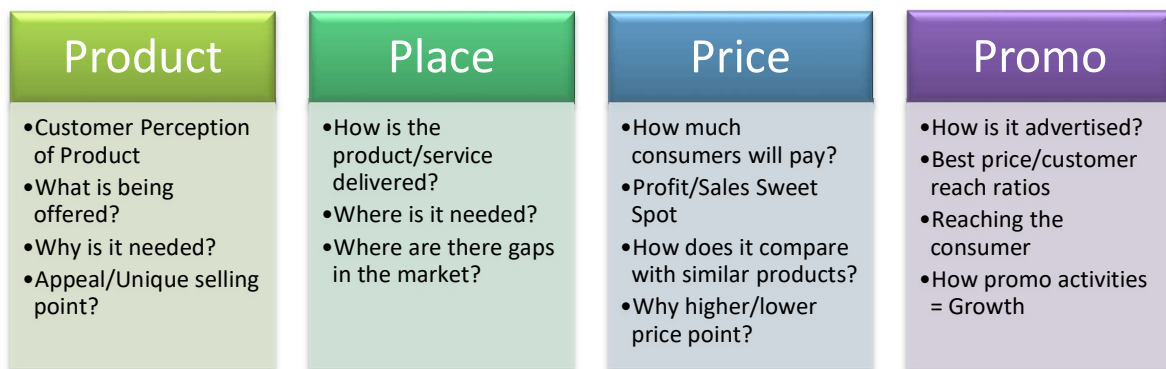 Product
•Customer Perception
of Product
•What is being
offered?
•Why is it needed?
•Appeal/Unique selling
point?
Place
•How is the
product/service
delivered?
•Where is it needed?
•Where are there gaps
in the market?
Price
•How much
consumers will pay?
•Profit/Sales Sweet
Spot
•How does it compare
with similar products?
•Why higher/lower
price point?
Promo
•How is it advertised?
•Best price/customer
reach ratios
•Reaching the
consumer
•How promo activities
= Growth